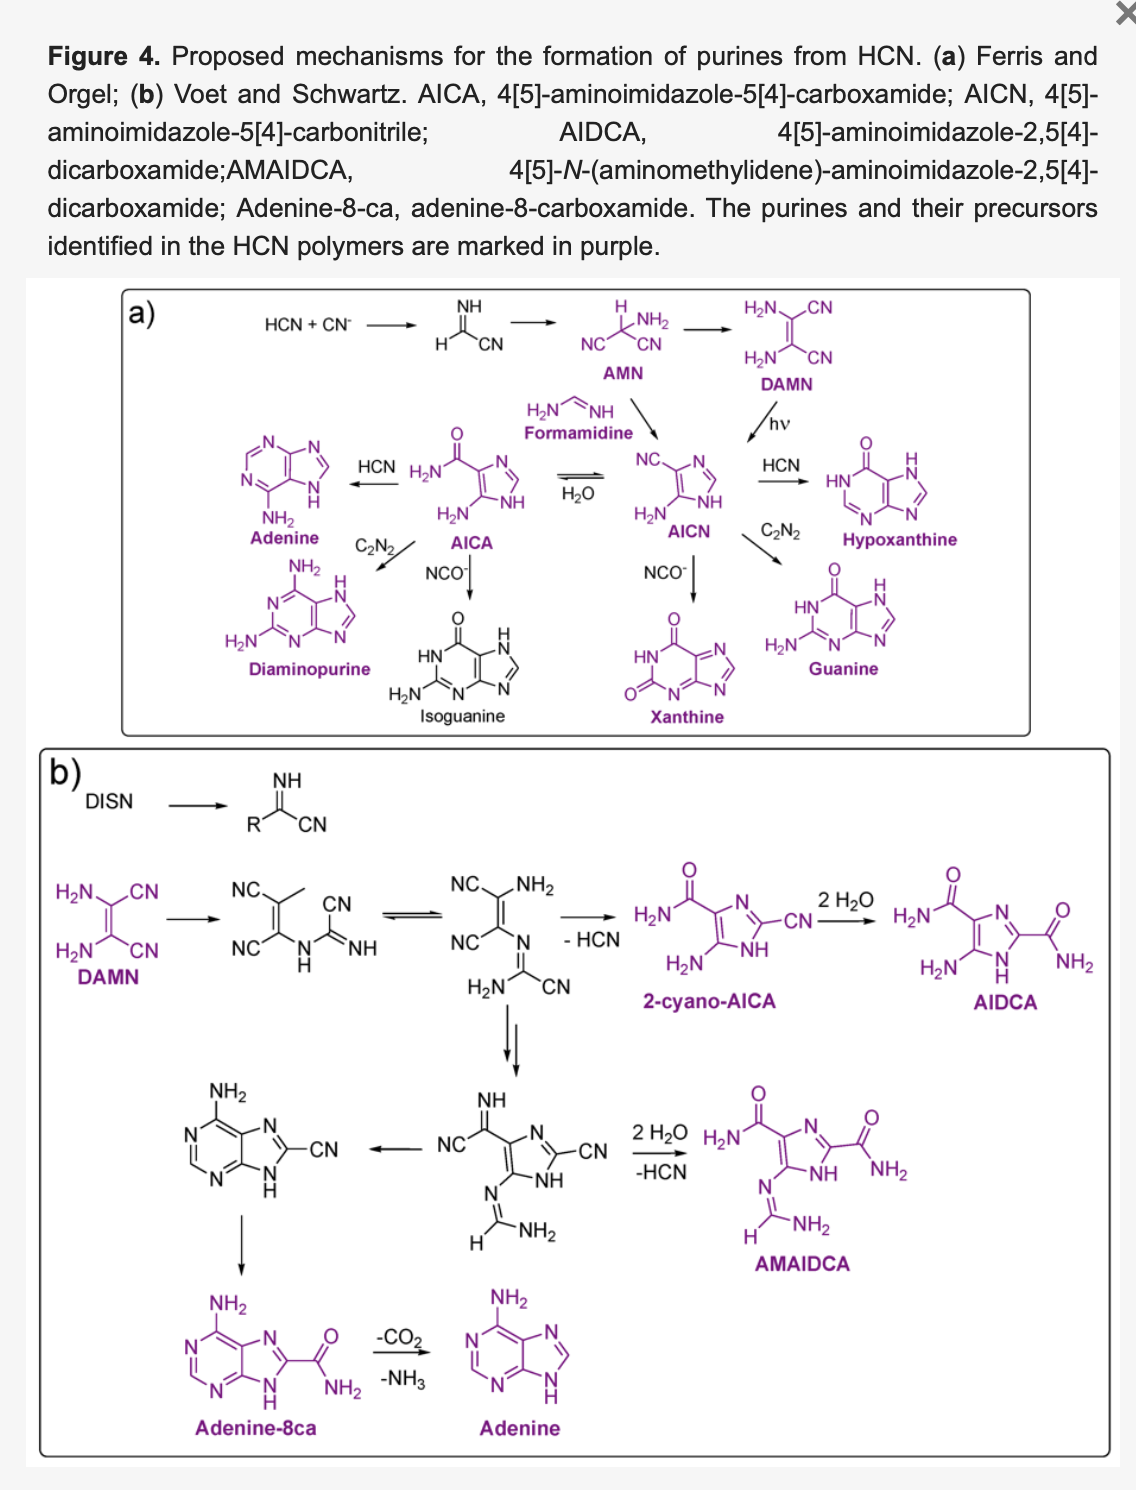 Figure 4. Proposed mechanisms for the formation of purines from HCN. (a) Ferris and
Orgel; (b) Voet and Schwartz. AICA, 4[5]-aminoimidazole-5[4]-carboxamide; AICN, 4[5]-
aminoimidazole-5[4]-carbonitrile; AIDCA, 4[5]-aminoimidazole-2,5[4]-
dicarboxamide;AMAIDCA, 4[5]-N-(aminomethylidene)-aminoimidazole-2,5[4]-
dicarboxamide; Adenine-8-ca, adenine-8-carboxamide. The purines and their precursors
identified in the HCN polymers are marked in purple.
a)
HCN + CN⁻
NH
H CN
H
NH₂
NC CN
AMN
H₂N CN
H₂N CN
DAMN
H₂N NH
Formamidine
hν
N N
N N
H
NH₂
Adenine
HCN
O
H₂N N
H₂N NH
AICA
H₂O
NC N
H₂N NH
AICN
HCN
O
HN H
N
N N
Hypoxanthine
C₂N₂
NCO⁻
NCO⁻
C₂N₂
NH₂
H
N N
H₂N N N
Diaminopurine
O
H
HN N
H₂N N N
Isoguanine
O
HN N
O N N
Xanthine
O
H
HN N
H₂N N N
Guanine
b)
DISN
NH
R CN
H₂N CN
H₂N CN
DAMN
NC
CN
NC N NH
H
NC NH₂
NC N
H₂N CN
- HCN
O
H₂N N CN
H₂N NH
2-cyano-AICA
2 H₂O
O
H₂N N O
H₂N N NH₂
H
AIDCA
NH₂
N N CN
N N
H
NH
NC N CN
NH
N
H NH₂
2 H₂O
-HCN
O
H₂N N O
NH NH₂
N
H NH₂
AMAIDCA
NH₂
N N O
N N NH₂
H
Adenine-8ca
-CO₂
-NH₃
NH₂
N N
N N
H
Adenine